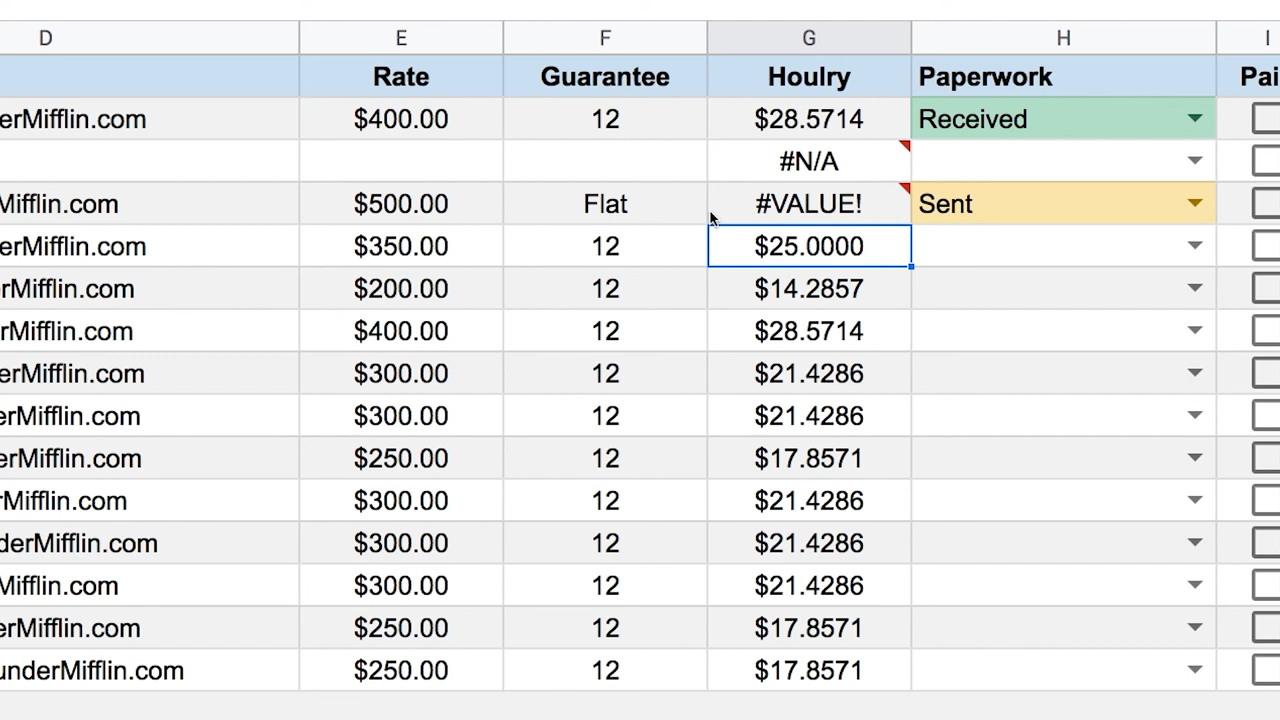 D E F G H I
Rate Guarantee Houlry Paperwork Pai
erMifflin.com $400.00 12 $28.5714 Received
#N/A
Mifflin.com $500.00 Flat #VALUE! Sent
erMifflin.com $350.00 12 $25.0000
rMifflin.com $200.00 12 $14.2857
rMifflin.com $400.00 12 $28.5714
erMifflin.com $300.00 12 $21.4286
erMifflin.com $300.00 12 $21.4286
erMifflin.com $250.00 12 $17.8571
rMifflin.com $300.00 12 $21.4286
derMifflin.com $300.00 12 $21.4286
Mifflin.com $300.00 12 $21.4286
erMifflin.com $250.00 12 $17.8571
underMifflin.com $250.00 12 $17.8571